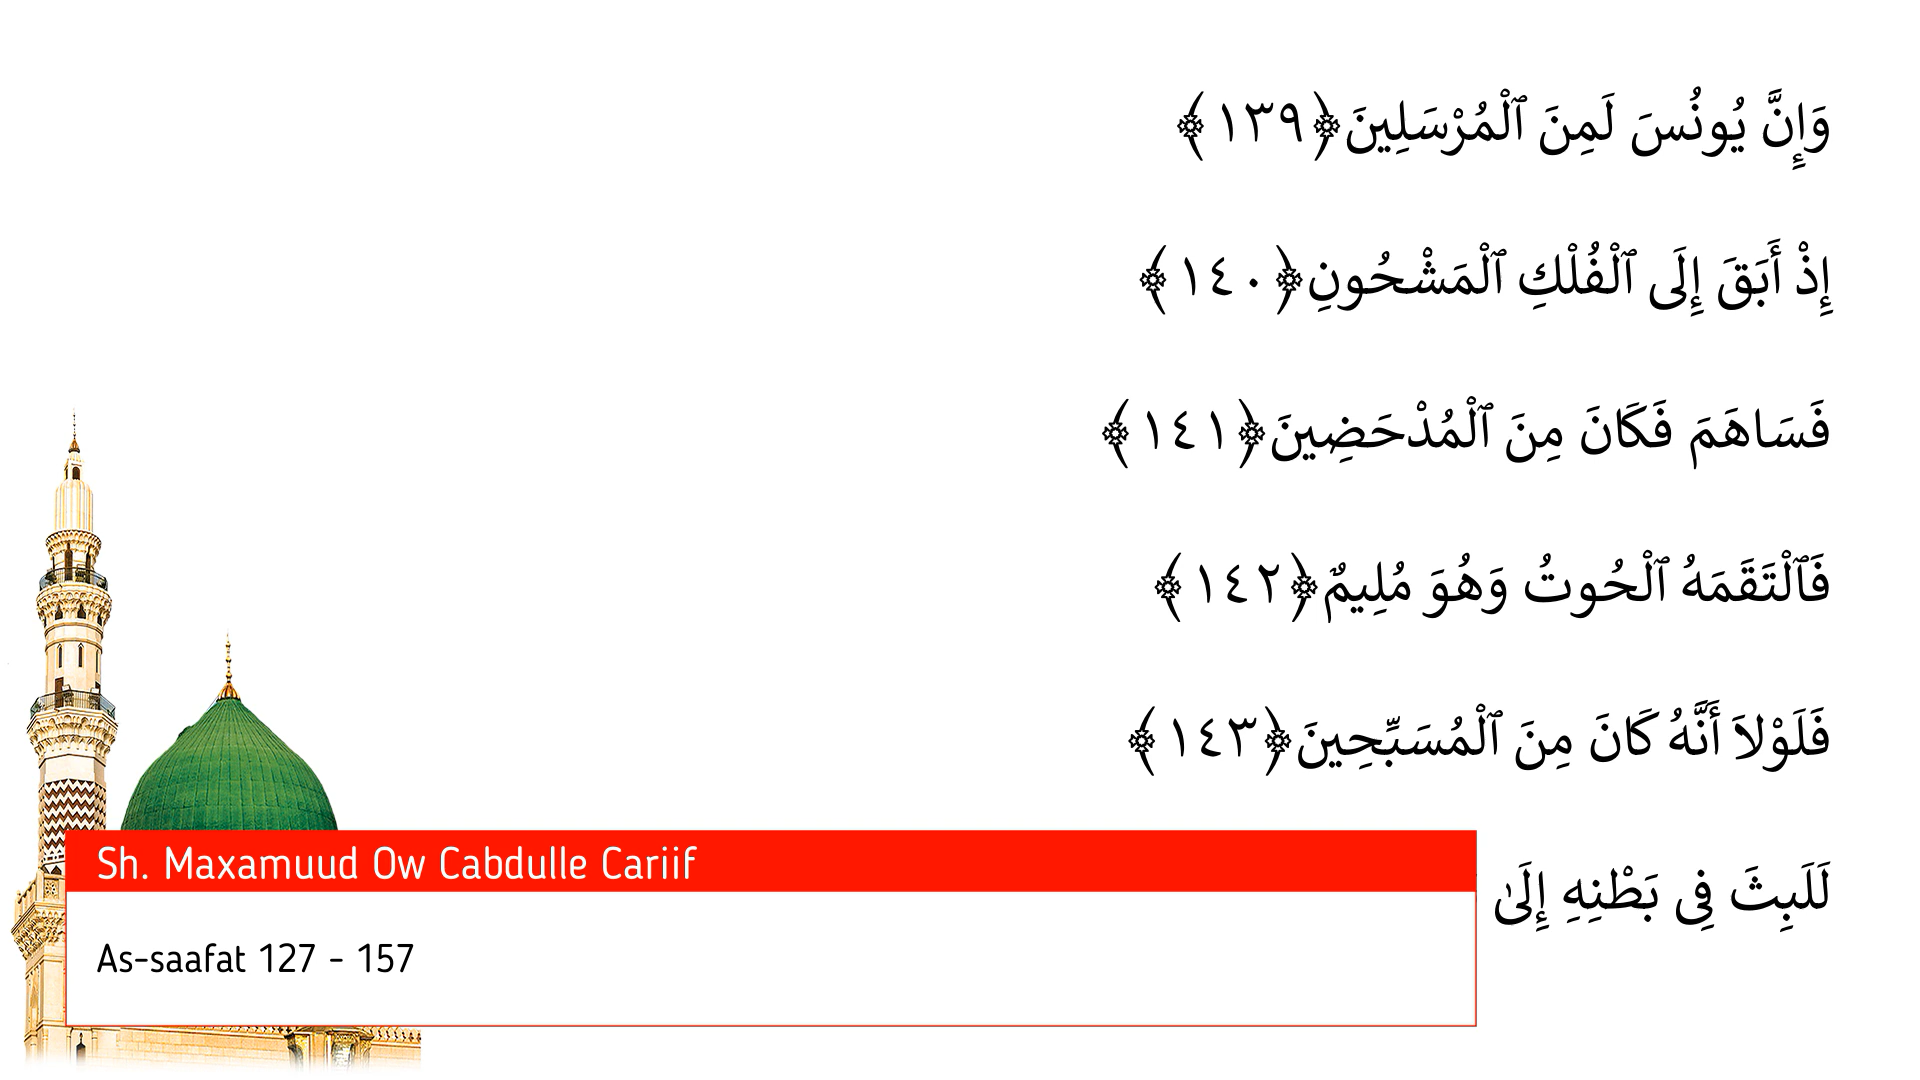 وَإِنَّ يُونُسَ لَمِنَ ٱلْمُرْسَلِينَ ﴿١٣٩﴾
إِذْ أَبَقَ إِلَى ٱلْفُلْكِ ٱلْمَشْحُونِ ﴿١٤٠﴾
فَسَاهَمَ فَكَانَ مِنَ ٱلْمُدْحَضِينَ ﴿١٤١﴾
فَٱلْتَقَمَهُ ٱلْحُوتُ وَهُوَ مُلِيمٌ ﴿١٤٢﴾
فَلَوْلاَ أَنَّهُ كَانَ مِنَ ٱلْمُسَبِّحِينَ ﴿١٤٣﴾
لَلَبِثَ فِى بَطْنِهِ إِلَىٰ
Sh. Maxamuud Ow Cabdulle Cariif
As-saafat 127 - 157